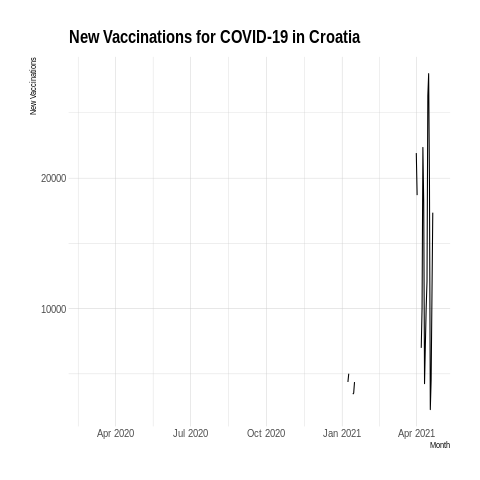 New Vaccinations for COVID-19 in Croatia
New Vaccinations
20000
10000
Apr 2020 Jul 2020 Oct 2020 Jan 2021 Apr 2021
Month